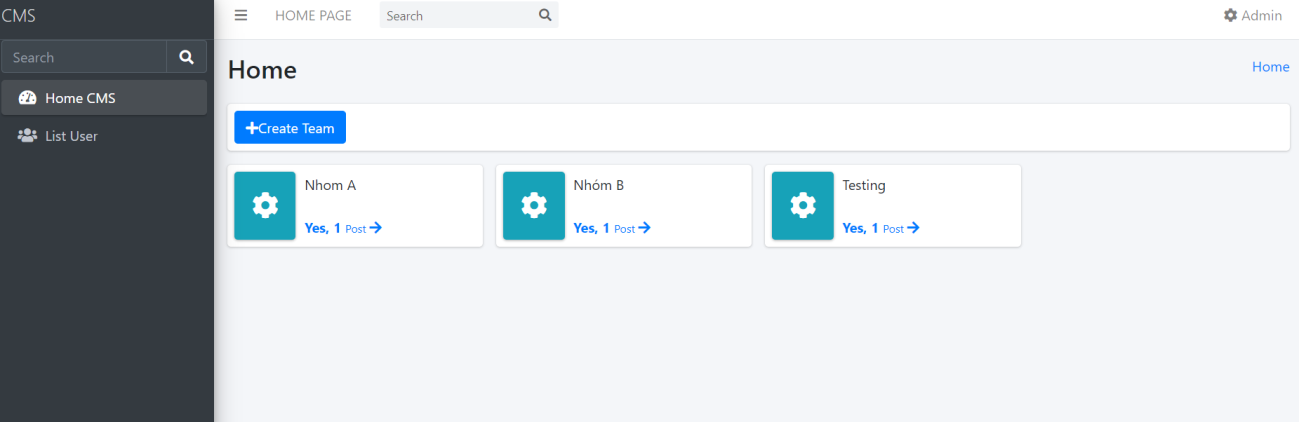 CMS
HOME PAGE
Search
Admin
Search
Home CMS
List User
Home
Home
Create Team
Nhom A
Yes, 1 Post
Nhóm B
Yes, 1 Post
Testing
Yes, 1 Post